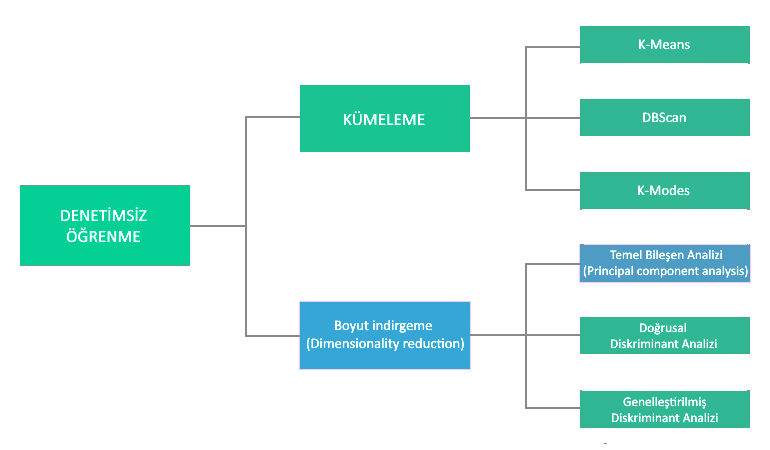 DENETİMSİZ
ÖĞRENME
KÜMELEME
K-Means
DBScan
K-Modes
Boyut indirgeme
(Dimensionality reduction)
Temel Bileşen Analizi
(Principal component analysis)
Doğrusal
Diskriminant Analizi
Genelleştirilmiş
Diskriminant Analizi